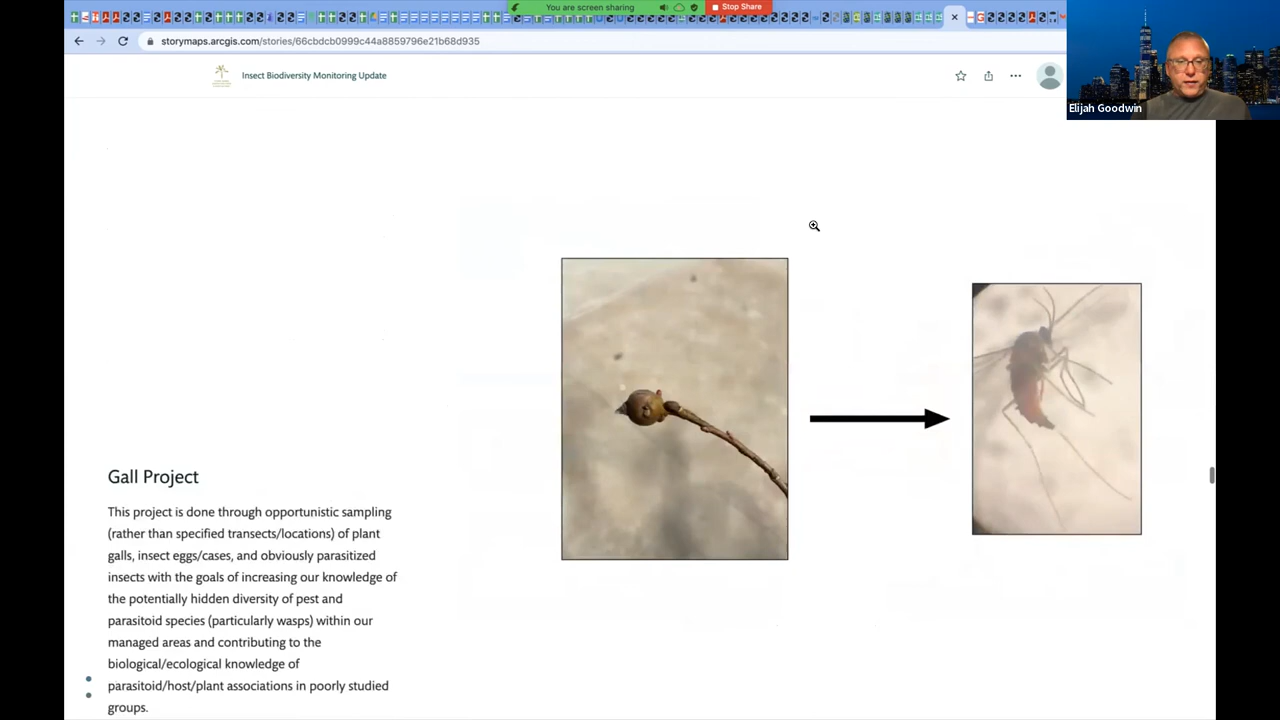 You are screen sharing
Stop Share
storymaps.arcgis.com/stories/66cbdcb0999c44a8859796e21b68d935
Insect Biodiversity Monitoring Update
Elijah Goodwin
Gall Project
This project is done through opportunistic sampling
(rather than specified transects/locations) of plant
galls, insect eggs/cases, and obviously parasitized
insects with the goals of increasing our knowledge of
the potentially hidden diversity of pest and
parasitoid species (particularly wasps) within our
managed areas and contributing to the
biological/ecological knowledge of
parasitoid/host/plant associations in poorly studied
groups.